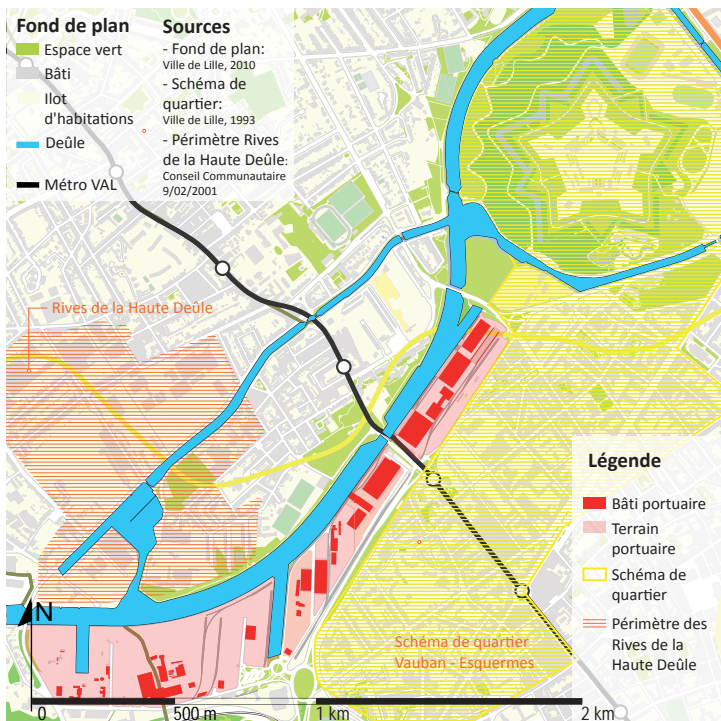 Fond de plan
Espace vert
Bâti
Ilot
d'habitations
Deûle
Métro VAL
Sources
- Fond de plan:
Ville de Lille, 2010
- Schéma de
quartier:
Ville de Lille, 1993
- Périmètre Rives
de la Haute Deûle:
Conseil Communautaire
9/02/2001
Rives de la Haute Deûle
Légende
Bâti portuaire
Terrain
portuaire
Schéma de
quartier
Périmètre des
Rives de la
Haute Deûle
Schéma de quartier
Vauban - Esquermes
N
0 500 m 1 km 2 km